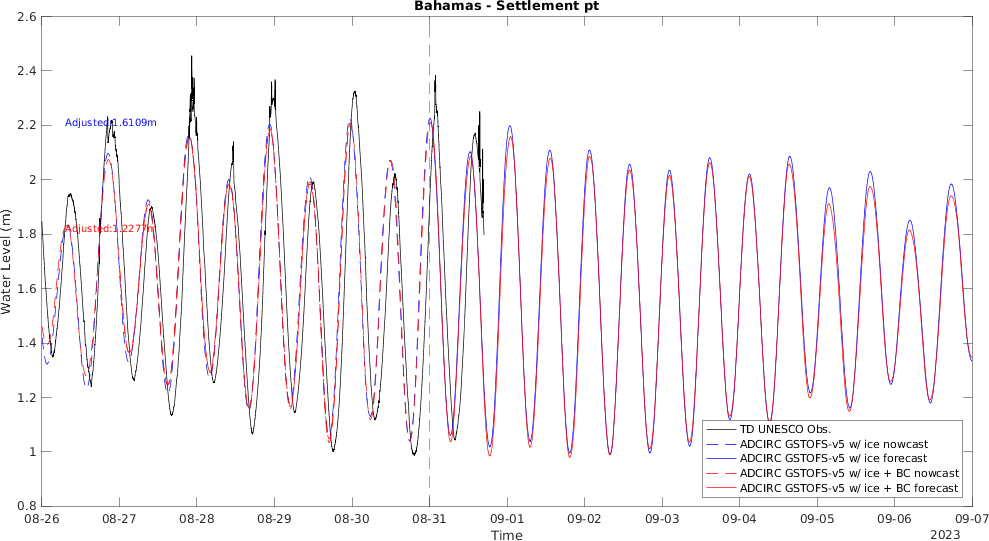 Bahamas - Settlement pt
2.6
2.4
2.2
2
1.8
1.6
1.4
1.2
1
0.8
Water Level (m)
Adjusted:1.6109m
Adjusted:1.2277m
TD UNESCO Obs.
ADCIRC GSTOFS-v5 w/ ice nowcast
ADCIRC GSTOFS-v5 w/ ice forecast
ADCIRC GSTOFS-v5 w/ ice + BC nowcast
ADCIRC GSTOFS-v5 w/ ice + BC forecast
08-26 08-27 08-28 08-29 08-30 08-31 09-01 09-02 09-03 09-04 09-05 09-06 09-07
Time
2023